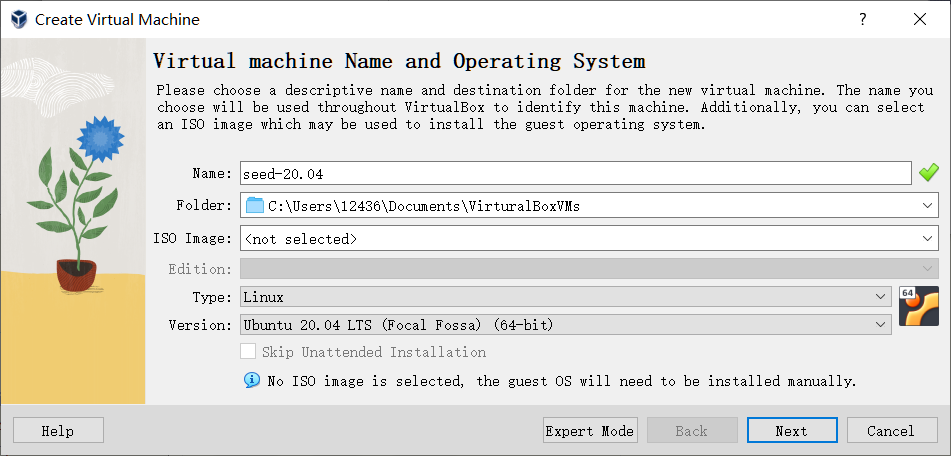 Create Virtual Machine
?
Virtual machine Name and Operating System
Please choose a descriptive name and destination folder for the new virtual machine. The name you
choose will be used throughout VirtualBox to identify this machine. Additionally, you can select
an ISO image which may be used to install the guest operating system.
Name: seed-20.04
Folder: C:\Users\12436\Documents\VirturalBoxVMs
ISO Image: <not selected>
Edition:
Type: Linux
64
Version: Ubuntu 20.04 LTS (Focal Fossa) (64-bit)
Skip Unattended Installation
No ISO image is selected, the guest OS will need to be installed manually.
Help Expert Mode Back Next Cancel